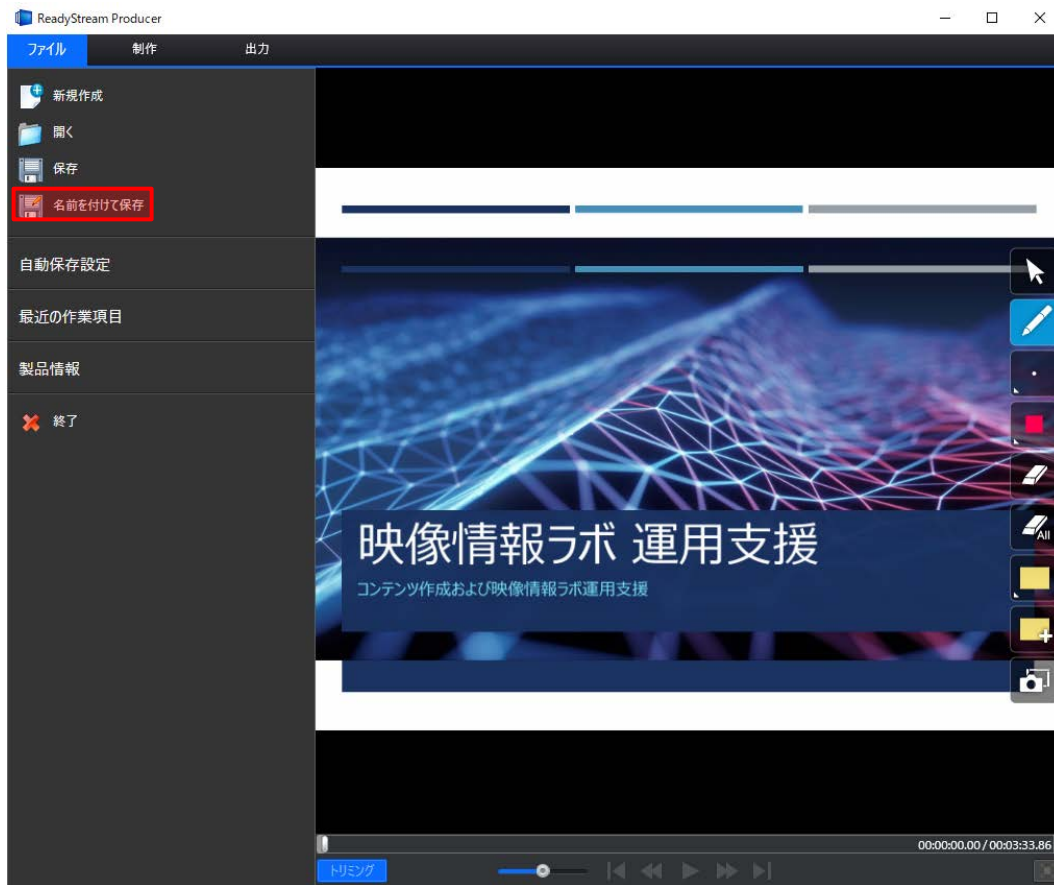 ReadyStream Producer
ファイル 制作 出力
新規作成
開く
保存
名前を付けて保存
自動保存設定
最近の作業項目
製品情報
終了
映像情報ラボ 運用支援
コンテンツ作成および映像情報ラボ運用支援
All
00:00:00.00 / 00:03:33.86
トリミング